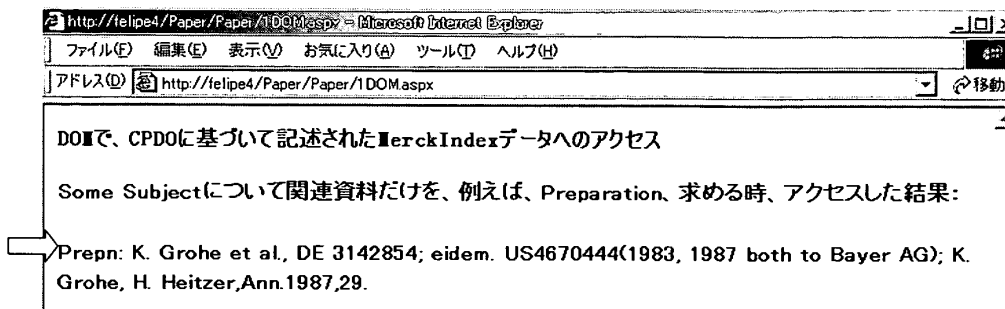 http://felipe4/Paper/Paper/1DOM.aspx - Microsoft Internet Explorer
ファイル(F) 編集(E) 表示(V) お気に入り(A) ツール(T) ヘルプ(H)
アドレス(D) http://felipe4/Paper/Paper/1DOM.aspx 移動
DOMで、CPDOに基づいて記述されたMerckIndexデータへのアクセス
Some Subjectについて関連資料だけを、例えば、Preparation、求める時、アクセスした結果:
Prepn: K. Grohe et al., DE 3142854; eidem. US4670444(1983, 1987 both to Bayer AG); K.
Grohe, H. Heitzer,Ann.1987,29.